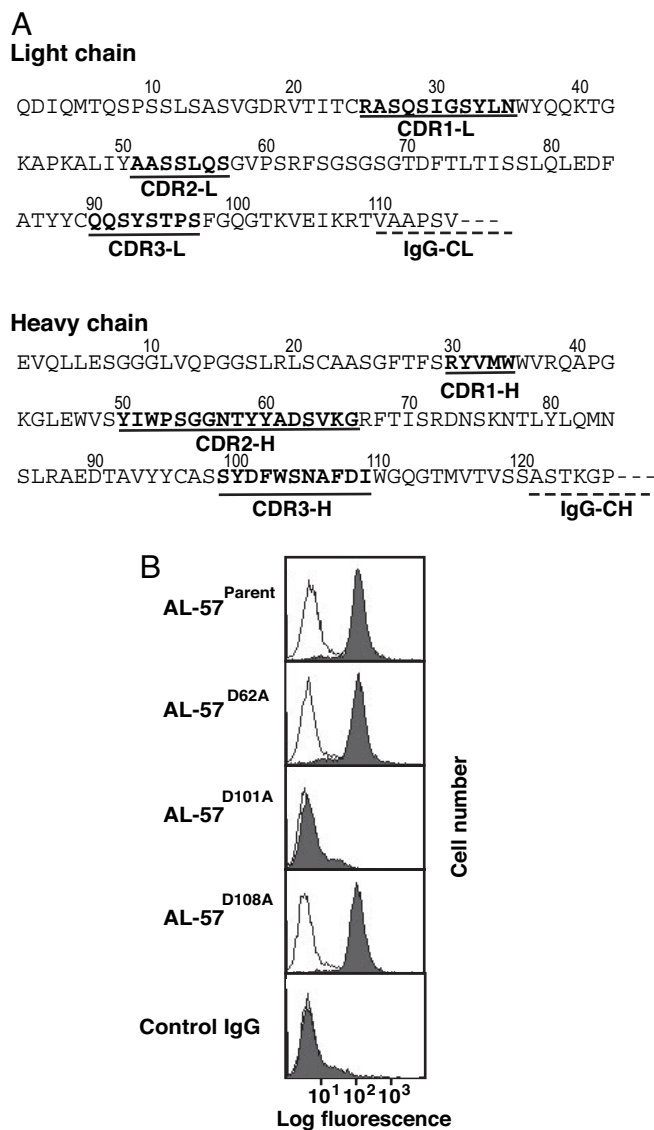 A
Light chain
10 20 30 40
QDIQMTQSPSSLSASVGDRVTITCRASQSIGSYLNWYQQKTG
CDR1-L
50 60 70 80
KAPKALIYAASSLQSGVPSRFSGSGSGTDFTLTISSLQLEDF
CDR2-L
90 100 110
ATYYCQQSYSTPSFGQGTKVEIKRTVAAPSV---
CDR3-L IgG-CL
Heavy chain
10 20 30 40
EVQLLESGGGLVQPGGSLRLSCAASGFTFSRYVMWWVRQAPG
CDR1-H
50 60 70 80
KGLEWVSYIWPSGGNTYYADSVKGRFTISRDNSKNTLYLQMN
CDR2-H
90 100 110 120
SLRAEDTAVYYCASSYDFWSNAFDIWGQGTMVTVSSASTKGP---
CDR3-H IgG-CH
B
AL-57Parent
AL-57D62A
AL-57D101A
AL-57D108A
Control IgG
Cell number
10¹ 10² 10³
Log fluorescence